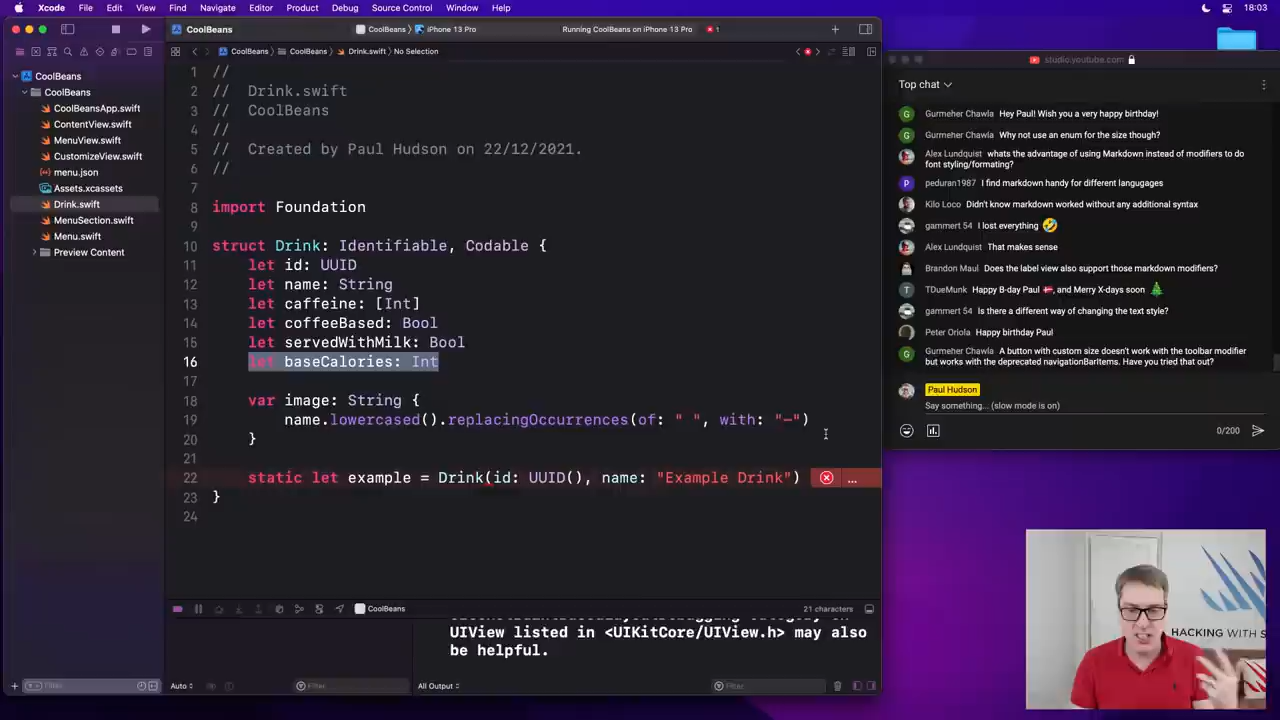 Xcode File Edit View Find Navigate Editor Product Debug Source Control Window Help 18:03
CoolBeans CoolBeans iPhone 13 Pro Running CoolBeans on iPhone 13 Pro 1
CoolBeans CoolBeans Drink.swift No Selection
CoolBeans
CoolBeans
CoolBeansApp.swift
ContentView.swift
MenuView.swift
CustomizeView.swift
menu.json
Assets.xcassets
Drink.swift
MenuSection.swift
Menu.swift
Preview Content
Filter
1 //
2 // Drink.swift
3 // CoolBeans
4 //
5 // Created by Paul Hudson on 22/12/2021.
6 //
7
8 import Foundation
9
10 struct Drink: Identifiable, Codable {
11 let id: UUID
12 let name: String
13 let caffeine: [Int]
14 let coffeeBased: Bool
15 let servedWithMilk: Bool
16 let baseCalories: Int
17
18 var image: String {
19 name.lowercased().replacingOccurrences(of: " ", with: "-")
20 }
21
22 static let example = Drink(id: UUID(), name: "Example Drink") ...
23 }
24
CoolBeans 21 characters
UIView listed in <UIKitCore/UIView.h> may also
be helpful.
Auto Filter All Output Filter
studio.youtube.com
Top chat
G Gurmeher Chawla Hey Paul! Wish you a very happy birthday!
G Gurmeher Chawla Why not use an enum for the size though?
Alex Lundquist whats the advantage of using Markdown instead of modifiers to do
font styling/formating?
P peduran1987 I find markdown handy for different langugages
Kilo Loco Didn't know markdown worked without any additional syntax
gammert 54 I lost everything 🤣
Alex Lundquist That makes sense
Brandon Maul Does the label view also support those markdown modifiers?
T TDueMunk Happy B-day Paul 🇩🇰, and Merry X-days soon 🎄
gammert 54 Is there a different way of changing the text style?
Peter Oriola Happy birthday Paul
G Gurmeher Chawla A button with custom size doesn't work with the toolbar modifier
but works with the deprecated navigationBarItems. Have you tried that out?
Paul Hudson
Say something... (slow mode is on)
0/200
HACKING WITH S